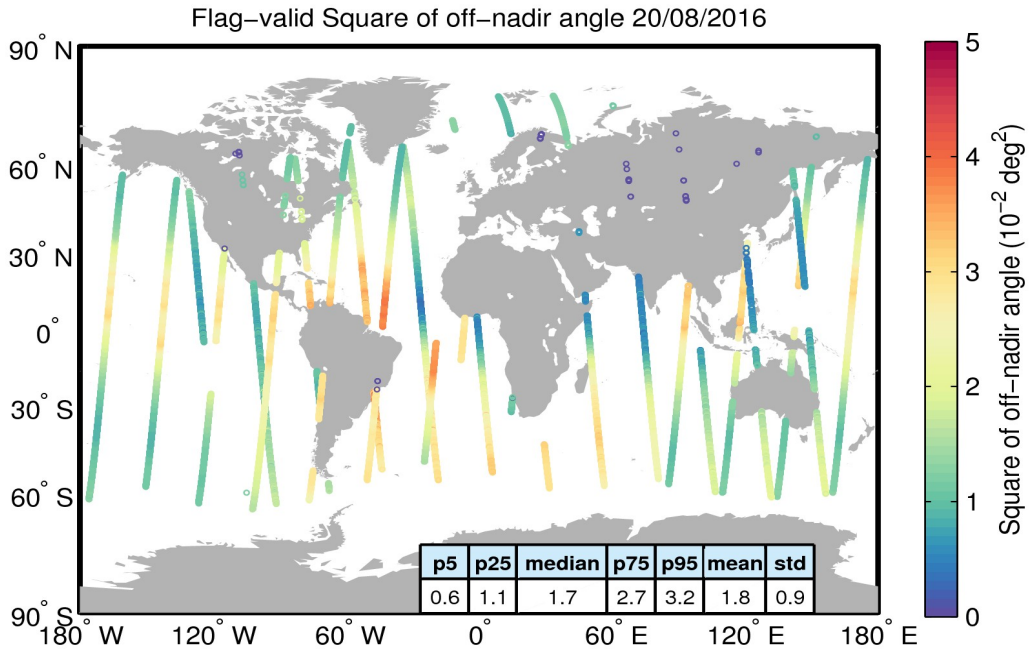 Flag−valid Square of off−nadir angle 20/08/2016
90° N
60° N
30° N
0°
30° S
60° S
90° S
180° W
120° W
60° W
0°
60° E
120° E
180° E
p5 p25 median p75 p95 mean std
0.6 1.1 1.7 2.7 3.2 1.8 0.9
5
4
3
2
1
0
Square of off−nadir angle (10−2 deg2)